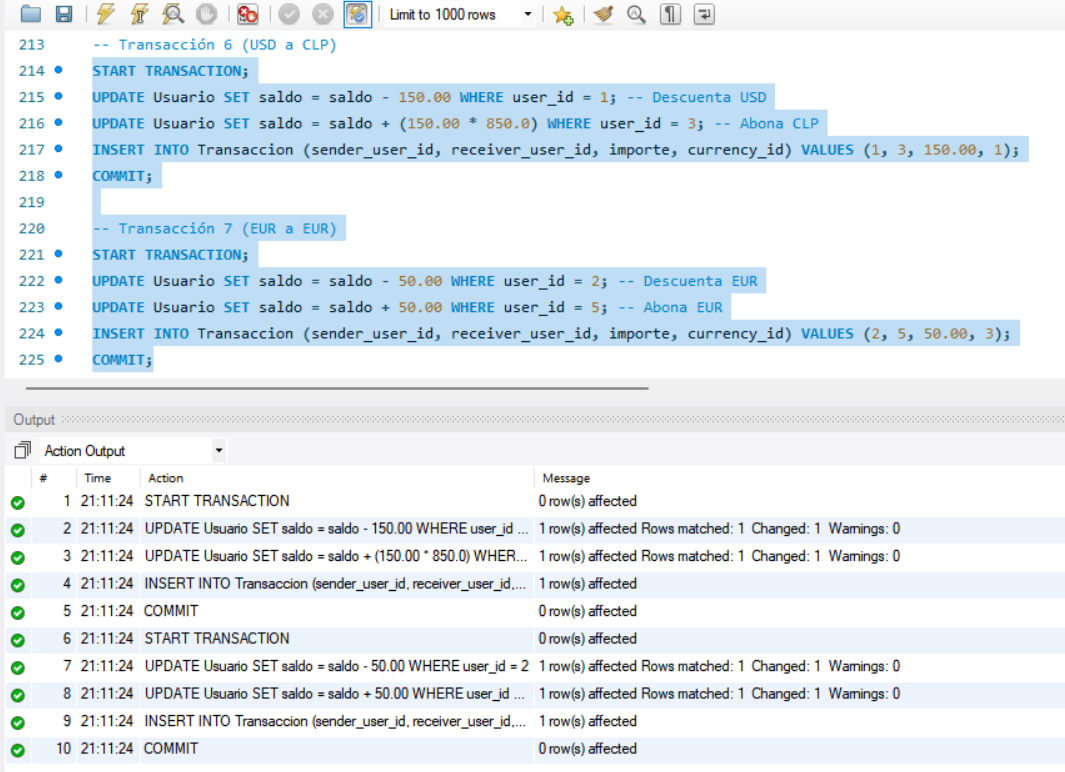 Limit to 1000 rows
213 -- Transacción 6 (USD a CLP)
214 START TRANSACTION;
215 UPDATE Usuario SET saldo = saldo - 150.00 WHERE user_id = 1; -- Descuenta USD
216 UPDATE Usuario SET saldo = saldo + (150.00 * 850.0) WHERE user_id = 3; -- Abona CLP
217 INSERT INTO Transaccion (sender_user_id, receiver_user_id, importe, currency_id) VALUES (1, 3, 150.00, 1);
218 COMMIT;
219
220 -- Transacción 7 (EUR a EUR)
221 START TRANSACTION;
222 UPDATE Usuario SET saldo = saldo - 50.00 WHERE user_id = 2; -- Descuenta EUR
223 UPDATE Usuario SET saldo = saldo + 50.00 WHERE user_id = 5; -- Abona EUR
224 INSERT INTO Transaccion (sender_user_id, receiver_user_id, importe, currency_id) VALUES (2, 5, 50.00, 3);
225 COMMIT;
Output
Action Output
# Time Action Message
1 21:11:24 START TRANSACTION 0 row(s) affected
2 21:11:24 UPDATE Usuario SET saldo = saldo - 150.00 WHERE user_id ... 1 row(s) affected Rows matched: 1 Changed: 1 Warnings: 0
3 21:11:24 UPDATE Usuario SET saldo = saldo + (150.00 * 850.0) WHER... 1 row(s) affected Rows matched: 1 Changed: 1 Warnings: 0
4 21:11:24 INSERT INTO Transaccion (sender_user_id, receiver_user_id,... 1 row(s) affected
5 21:11:24 COMMIT 0 row(s) affected
6 21:11:24 START TRANSACTION 0 row(s) affected
7 21:11:24 UPDATE Usuario SET saldo = saldo - 50.00 WHERE user_id = 2 1 row(s) affected Rows matched: 1 Changed: 1 Warnings: 0
8 21:11:24 UPDATE Usuario SET saldo = saldo + 50.00 WHERE user_id ... 1 row(s) affected Rows matched: 1 Changed: 1 Warnings: 0
9 21:11:24 INSERT INTO Transaccion (sender_user_id, receiver_user_id,... 1 row(s) affected
10 21:11:24 COMMIT 0 row(s) affected